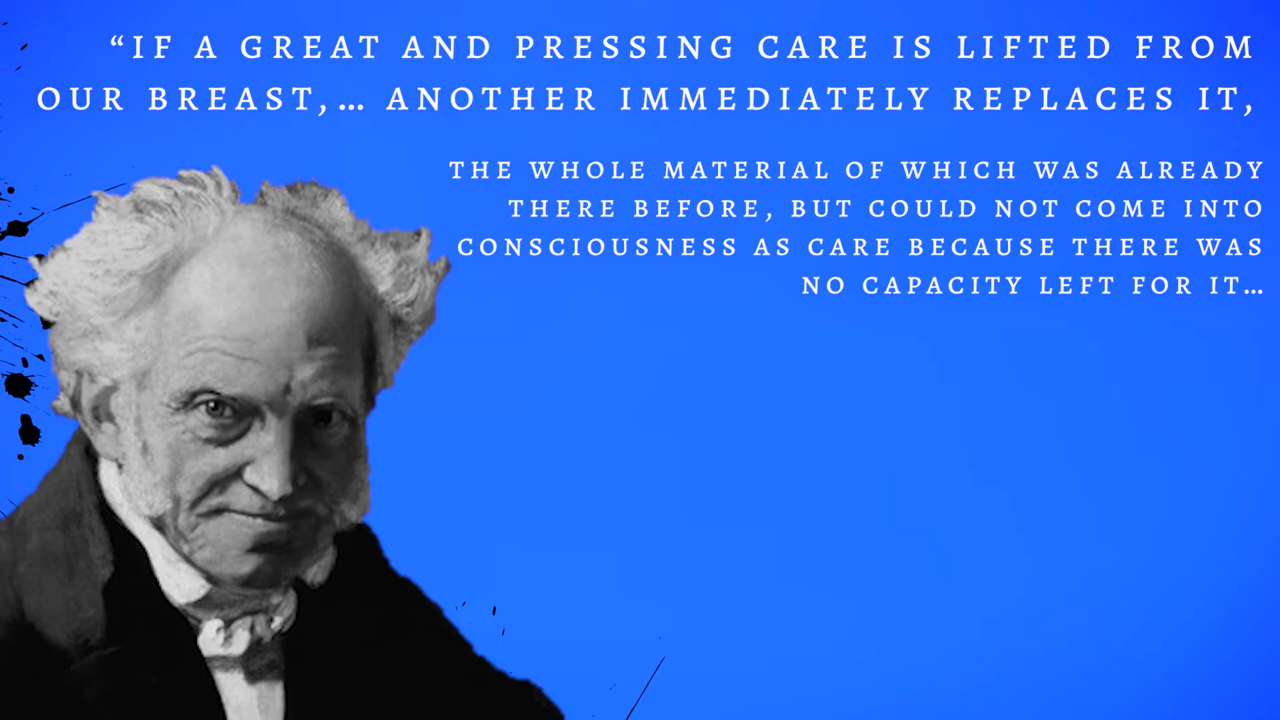 “IF A GREAT AND PRESSING CARE IS LIFTED FROM
OUR BREAST,… ANOTHER IMMEDIATELY REPLACES IT,
THE WHOLE MATERIAL OF WHICH WAS ALREADY
THERE BEFORE, BUT COULD NOT COME INTO
CONSCIOUSNESS AS CARE BECAUSE THERE WAS
NO CAPACITY LEFT FOR IT…